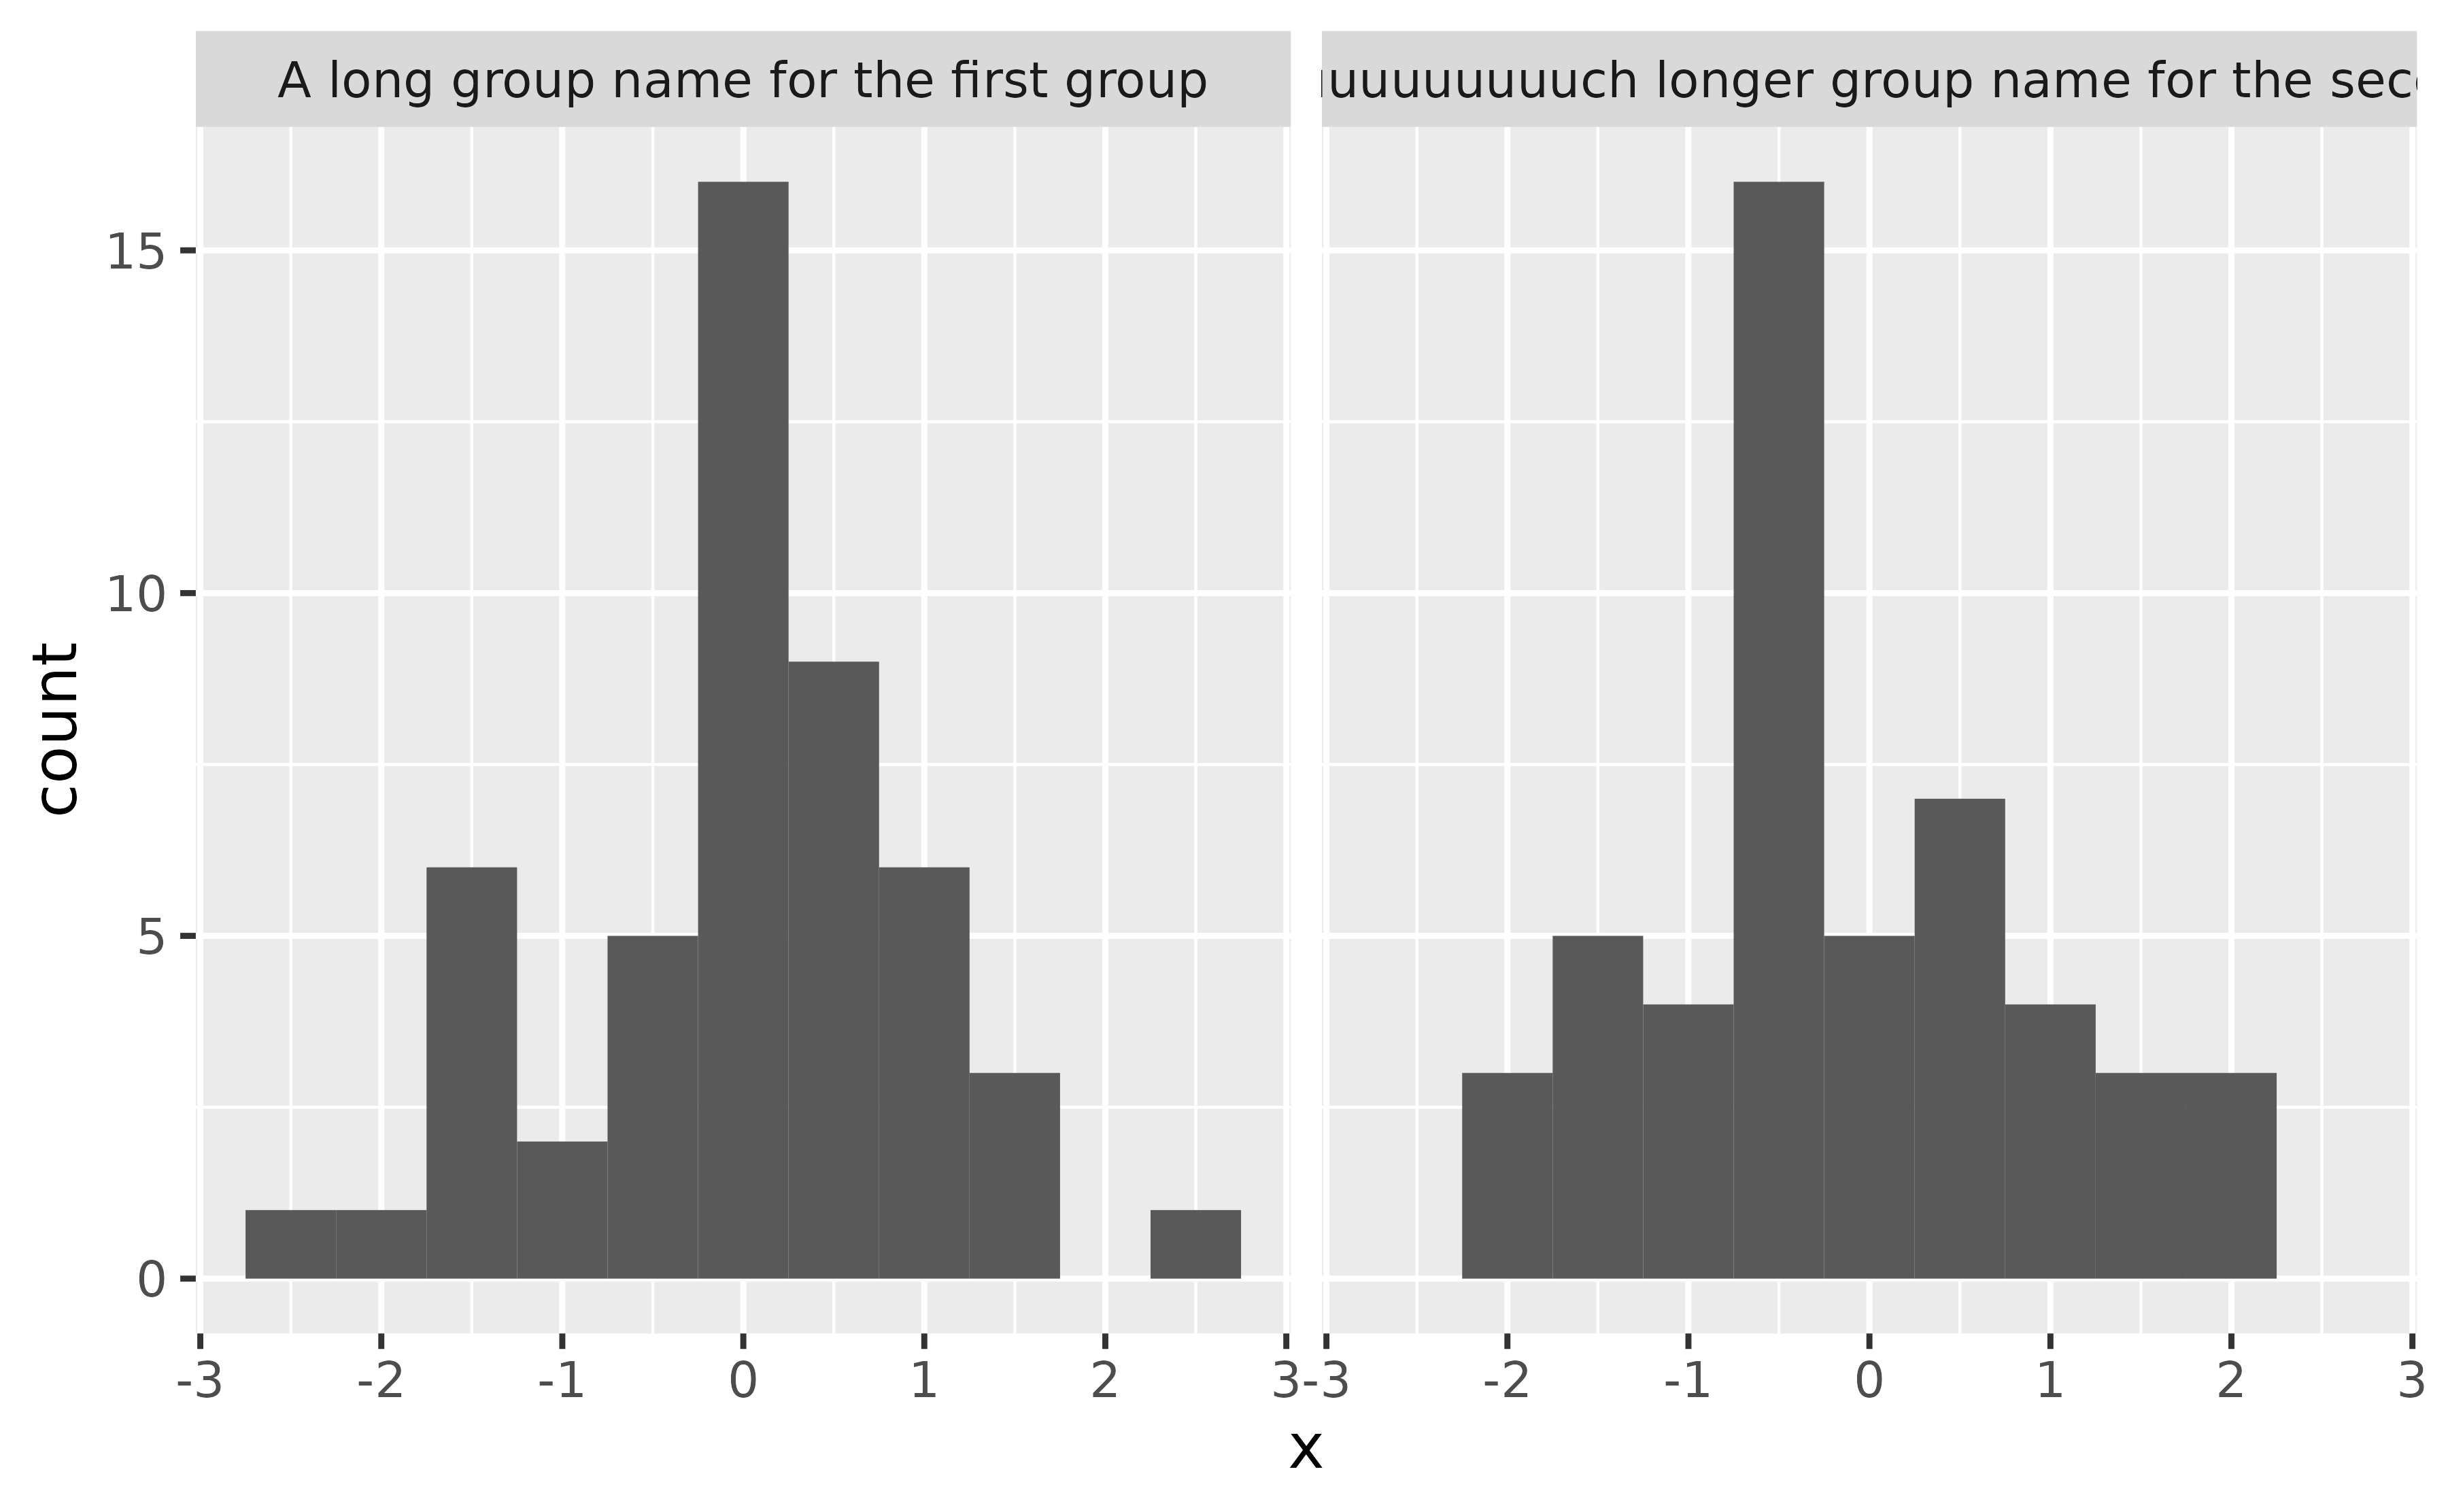 A long group name for the first group
uuuuuuuuuch longer group name for the sec
count
15
10
5
0
-3 -2 -1 0 1 2 3
-3 -2 -1 0 1 2 3
x